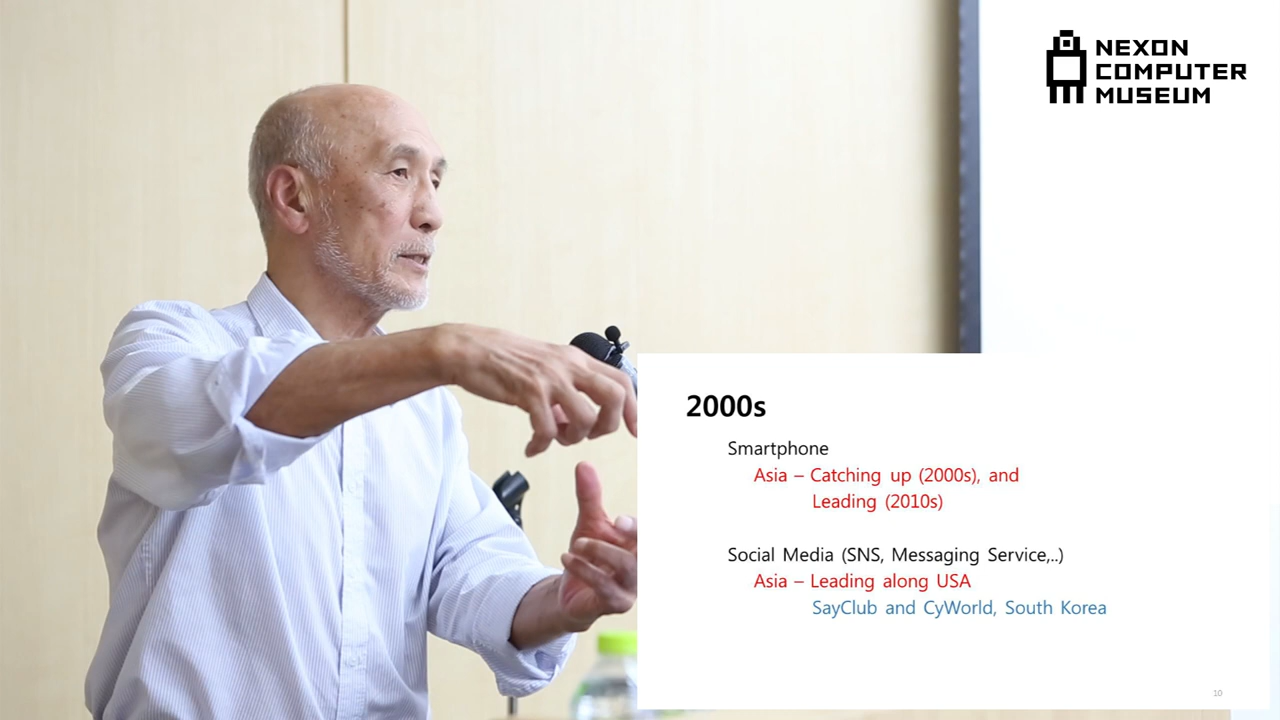 NEXON
COMPUTER
MUSEUM
2000s
Smartphone
Asia – Catching up (2000s), and
Leading (2010s)
Social Media (SNS, Messaging Service,..)
Asia – Leading along USA
SayClub and CyWorld, South Korea
10